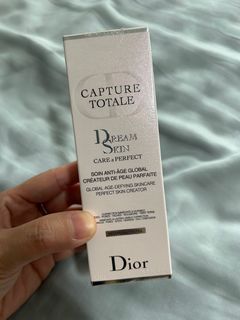 CAPTURE
TOTALE
DREAM
SKIN
CARE & PERFECT
SOIN ANTI-ÂGE GLOBAL
CRÉATEUR DE PEAU PARFAITE
GLOBAL AGE-DEFYING SKINCARE
PERFECT SKIN CREATOR
Dior